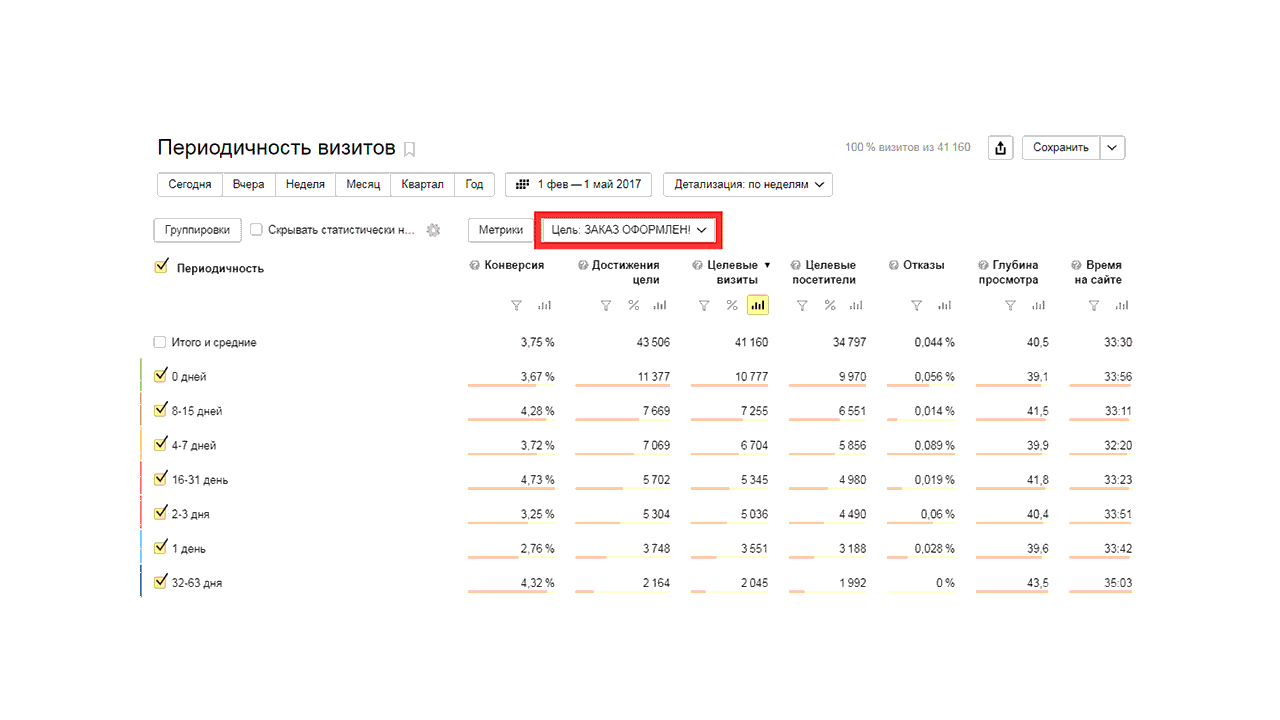 Периодичность визитов
100 % визитов из 41 160
Сохранить
Сегодня Вчера Неделя Месяц Квартал Год 1 фев — 1 май 2017 Детализация: по неделям
Группировки Скрывать статистически н... Метрики Цель: ЗАКАЗ ОФОРМЛЕН!
Периодичность Конверсия Достижения цели Целевые визиты Целевые посетители Отказы Глубина просмотра Время на сайте
% % %
Итого и средние 3,75 % 43 506 41 160 34 797 0,044 % 40,5 33:30
0 дней 3,67 % 11 377 10 777 9 970 0,056 % 39,1 33:56
8-15 дней 4,28 % 7 669 7 255 6 551 0,014 % 41,5 33:11
4-7 дней 3,72 % 7 069 6 704 5 856 0,089 % 39,9 32:20
16-31 день 4,73 % 5 702 5 345 4 980 0,019 % 41,8 33:23
2-3 дня 3,25 % 5 304 5 036 4 490 0,06 % 40,4 33:51
1 день 2,76 % 3 748 3 551 3 188 0,028 % 39,6 33:42
32-63 дня 4,32 % 2 164 2 045 1 992 0 % 43,5 35:03